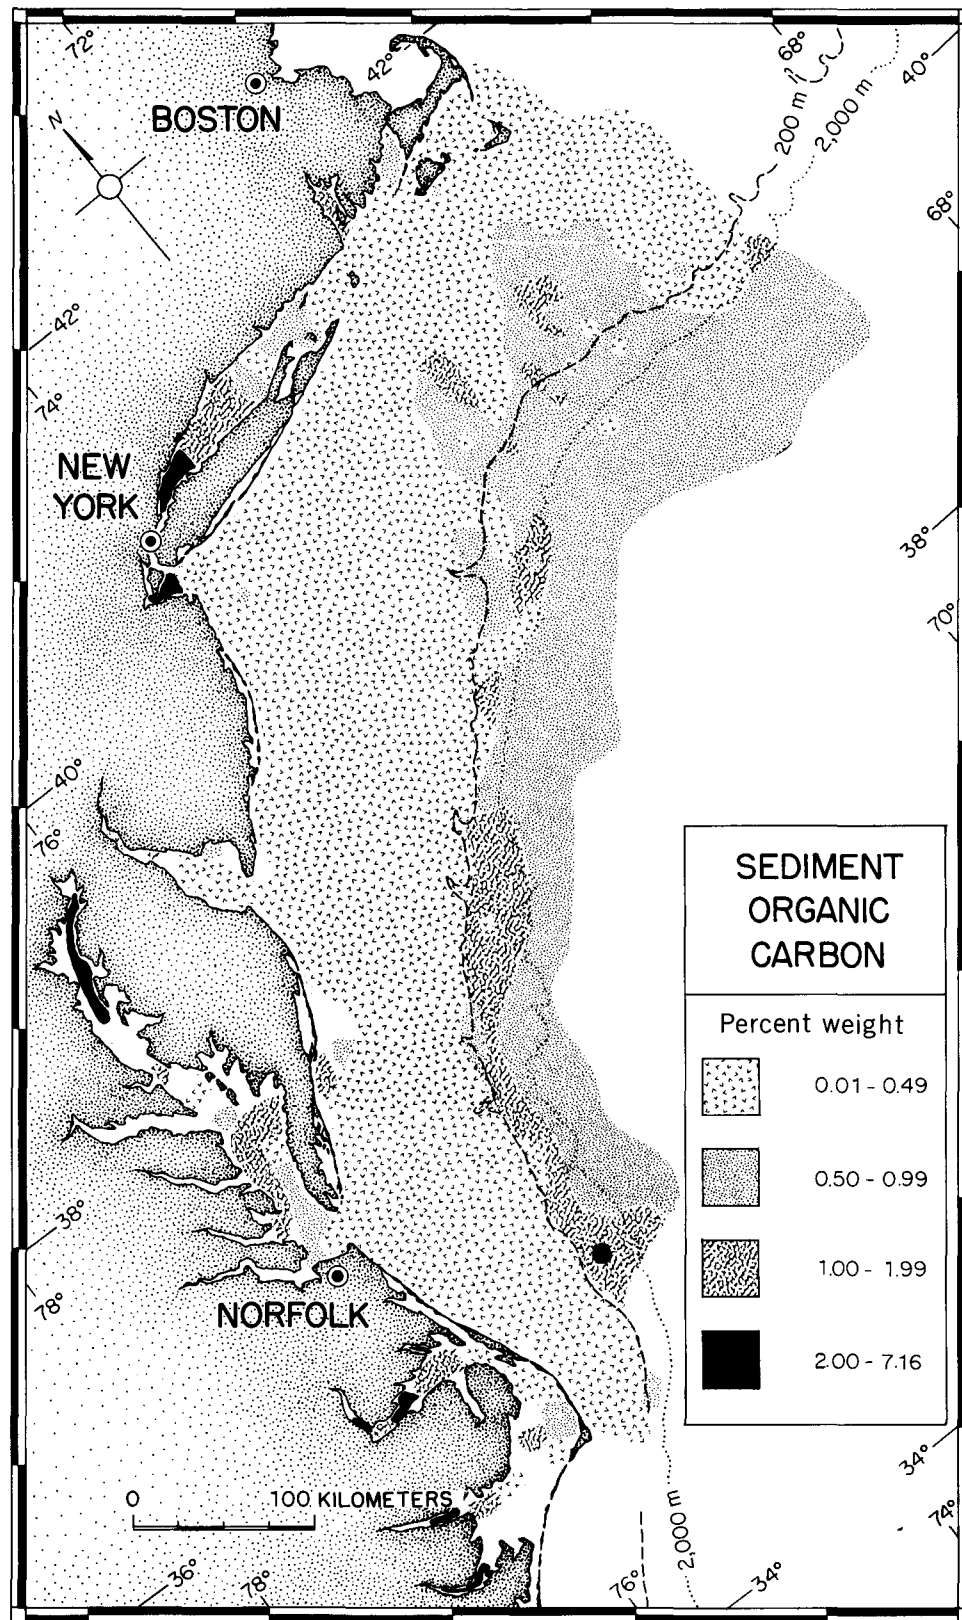 72°
42°
68°
40°
BOSTON
N
200 m
2,000 m
68°
42°
74°
NEW
YORK
38°
70°
40°
76°
SEDIMENT
ORGANIC
CARBON
Percent weight
0.01 - 0.49
0.50 - 0.99
1.00 - 1.99
2.00 - 7.16
38°
78°
NORFOLK
34°
74°
0 100 KILOMETERS
2,000 m
36°
78°
76°
34°